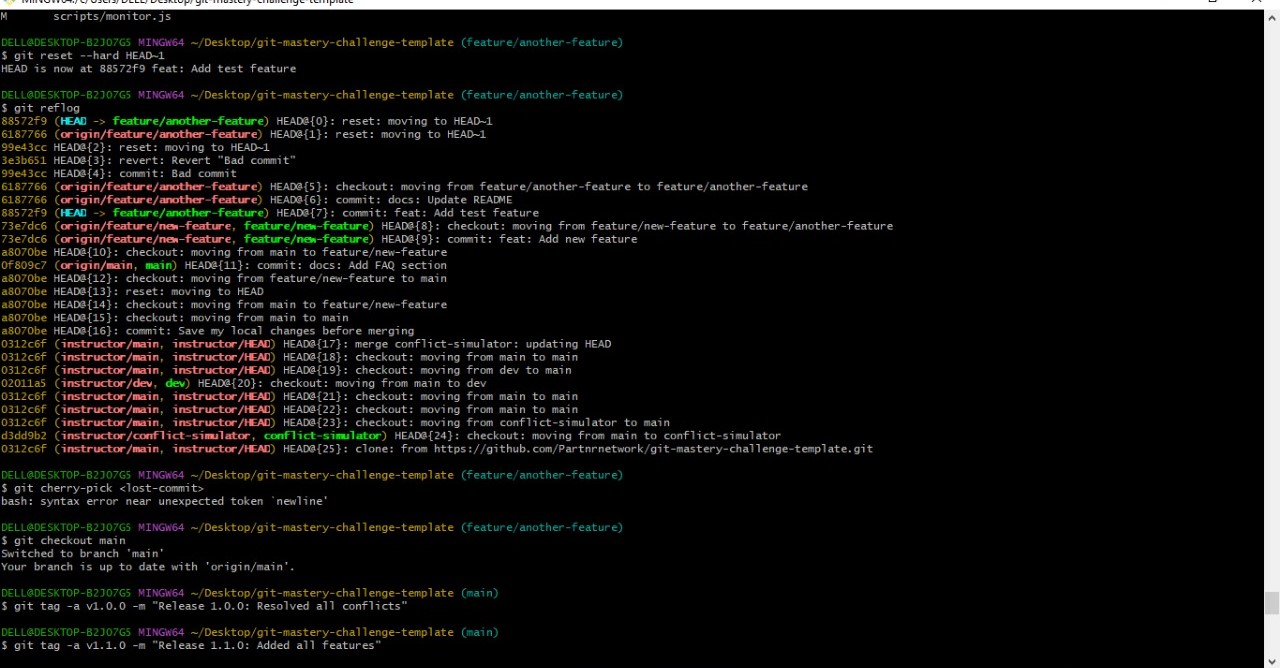 MINGW64:/c/Users/DELL/Desktop/git-mastery-challenge-template
M       scripts/monitor.js
DELL@DESKTOP-B2JO7G5 MINGW64 ~/Desktop/git-mastery-challenge-template (feature/another-feature)
$ git reset --hard HEAD~1
HEAD is now at 88572f9 feat: Add test feature
DELL@DESKTOP-B2JO7G5 MINGW64 ~/Desktop/git-mastery-challenge-template (feature/another-feature)
$ git reflog
88572f9 (HEAD -> feature/another-feature) HEAD@{0}: reset: moving to HEAD~1
6187766 (origin/feature/another-feature) HEAD@{1}: reset: moving to HEAD~1
99e43cc HEAD@{2}: reset: moving to HEAD~1
3e3b651 HEAD@{3}: revert: Revert "Bad commit"
99e43cc HEAD@{4}: commit: Bad commit
6187766 (origin/feature/another-feature) HEAD@{5}: checkout: moving from feature/another-feature to feature/another-feature
6187766 (origin/feature/another-feature) HEAD@{6}: commit: docs: Update README
88572f9 (HEAD -> feature/another-feature) HEAD@{7}: commit: feat: Add test feature
73e7dc6 (origin/feature/new-feature, feature/new-feature) HEAD@{8}: checkout: moving from feature/new-feature to feature/another-feature
73e7dc6 (origin/feature/new-feature, feature/new-feature) HEAD@{9}: commit: feat: Add new feature
a8070be HEAD@{10}: checkout: moving from main to feature/new-feature
0f809c7 (origin/main, main) HEAD@{11}: commit: docs: Add FAQ section
a8070be HEAD@{12}: checkout: moving from feature/new-feature to main
a8070be HEAD@{13}: reset: moving to HEAD
a8070be HEAD@{14}: checkout: moving from main to feature/new-feature
a8070be HEAD@{15}: checkout: moving from main to main
a8070be HEAD@{16}: commit: Save my local changes before merging
0312c6f (instructor/main, instructor/HEAD) HEAD@{17}: merge conflict-simulator: updating HEAD
0312c6f (instructor/main, instructor/HEAD) HEAD@{18}: checkout: moving from main to main
0312c6f (instructor/main, instructor/HEAD) HEAD@{19}: checkout: moving from dev to main
02011a5 (instructor/dev, dev) HEAD@{20}: checkout: moving from main to dev
0312c6f (instructor/main, instructor/HEAD) HEAD@{21}: checkout: moving from main to main
0312c6f (instructor/main, instructor/HEAD) HEAD@{22}: checkout: moving from main to main
0312c6f (instructor/main, instructor/HEAD) HEAD@{23}: checkout: moving from conflict-simulator to main
d3dd9b2 (instructor/conflict-simulator, conflict-simulator) HEAD@{24}: checkout: moving from main to conflict-simulator
0312c6f (instructor/main, instructor/HEAD) HEAD@{25}: clone: from https://github.com/Partnrnetwork/git-mastery-challenge-template.git
DELL@DESKTOP-B2JO7G5 MINGW64 ~/Desktop/git-mastery-challenge-template (feature/another-feature)
$ git cherry-pick <lost-commit>
bash: syntax error near unexpected token `newline'
DELL@DESKTOP-B2JO7G5 MINGW64 ~/Desktop/git-mastery-challenge-template (feature/another-feature)
$ git checkout main
Switched to branch 'main'
Your branch is up to date with 'origin/main'.
DELL@DESKTOP-B2JO7G5 MINGW64 ~/Desktop/git-mastery-challenge-template (main)
$ git tag -a v1.0.0 -m "Release 1.0.0: Resolved all conflicts"
DELL@DESKTOP-B2JO7G5 MINGW64 ~/Desktop/git-mastery-challenge-template (main)
$ git tag -a v1.1.0 -m "Release 1.1.0: Added all features"